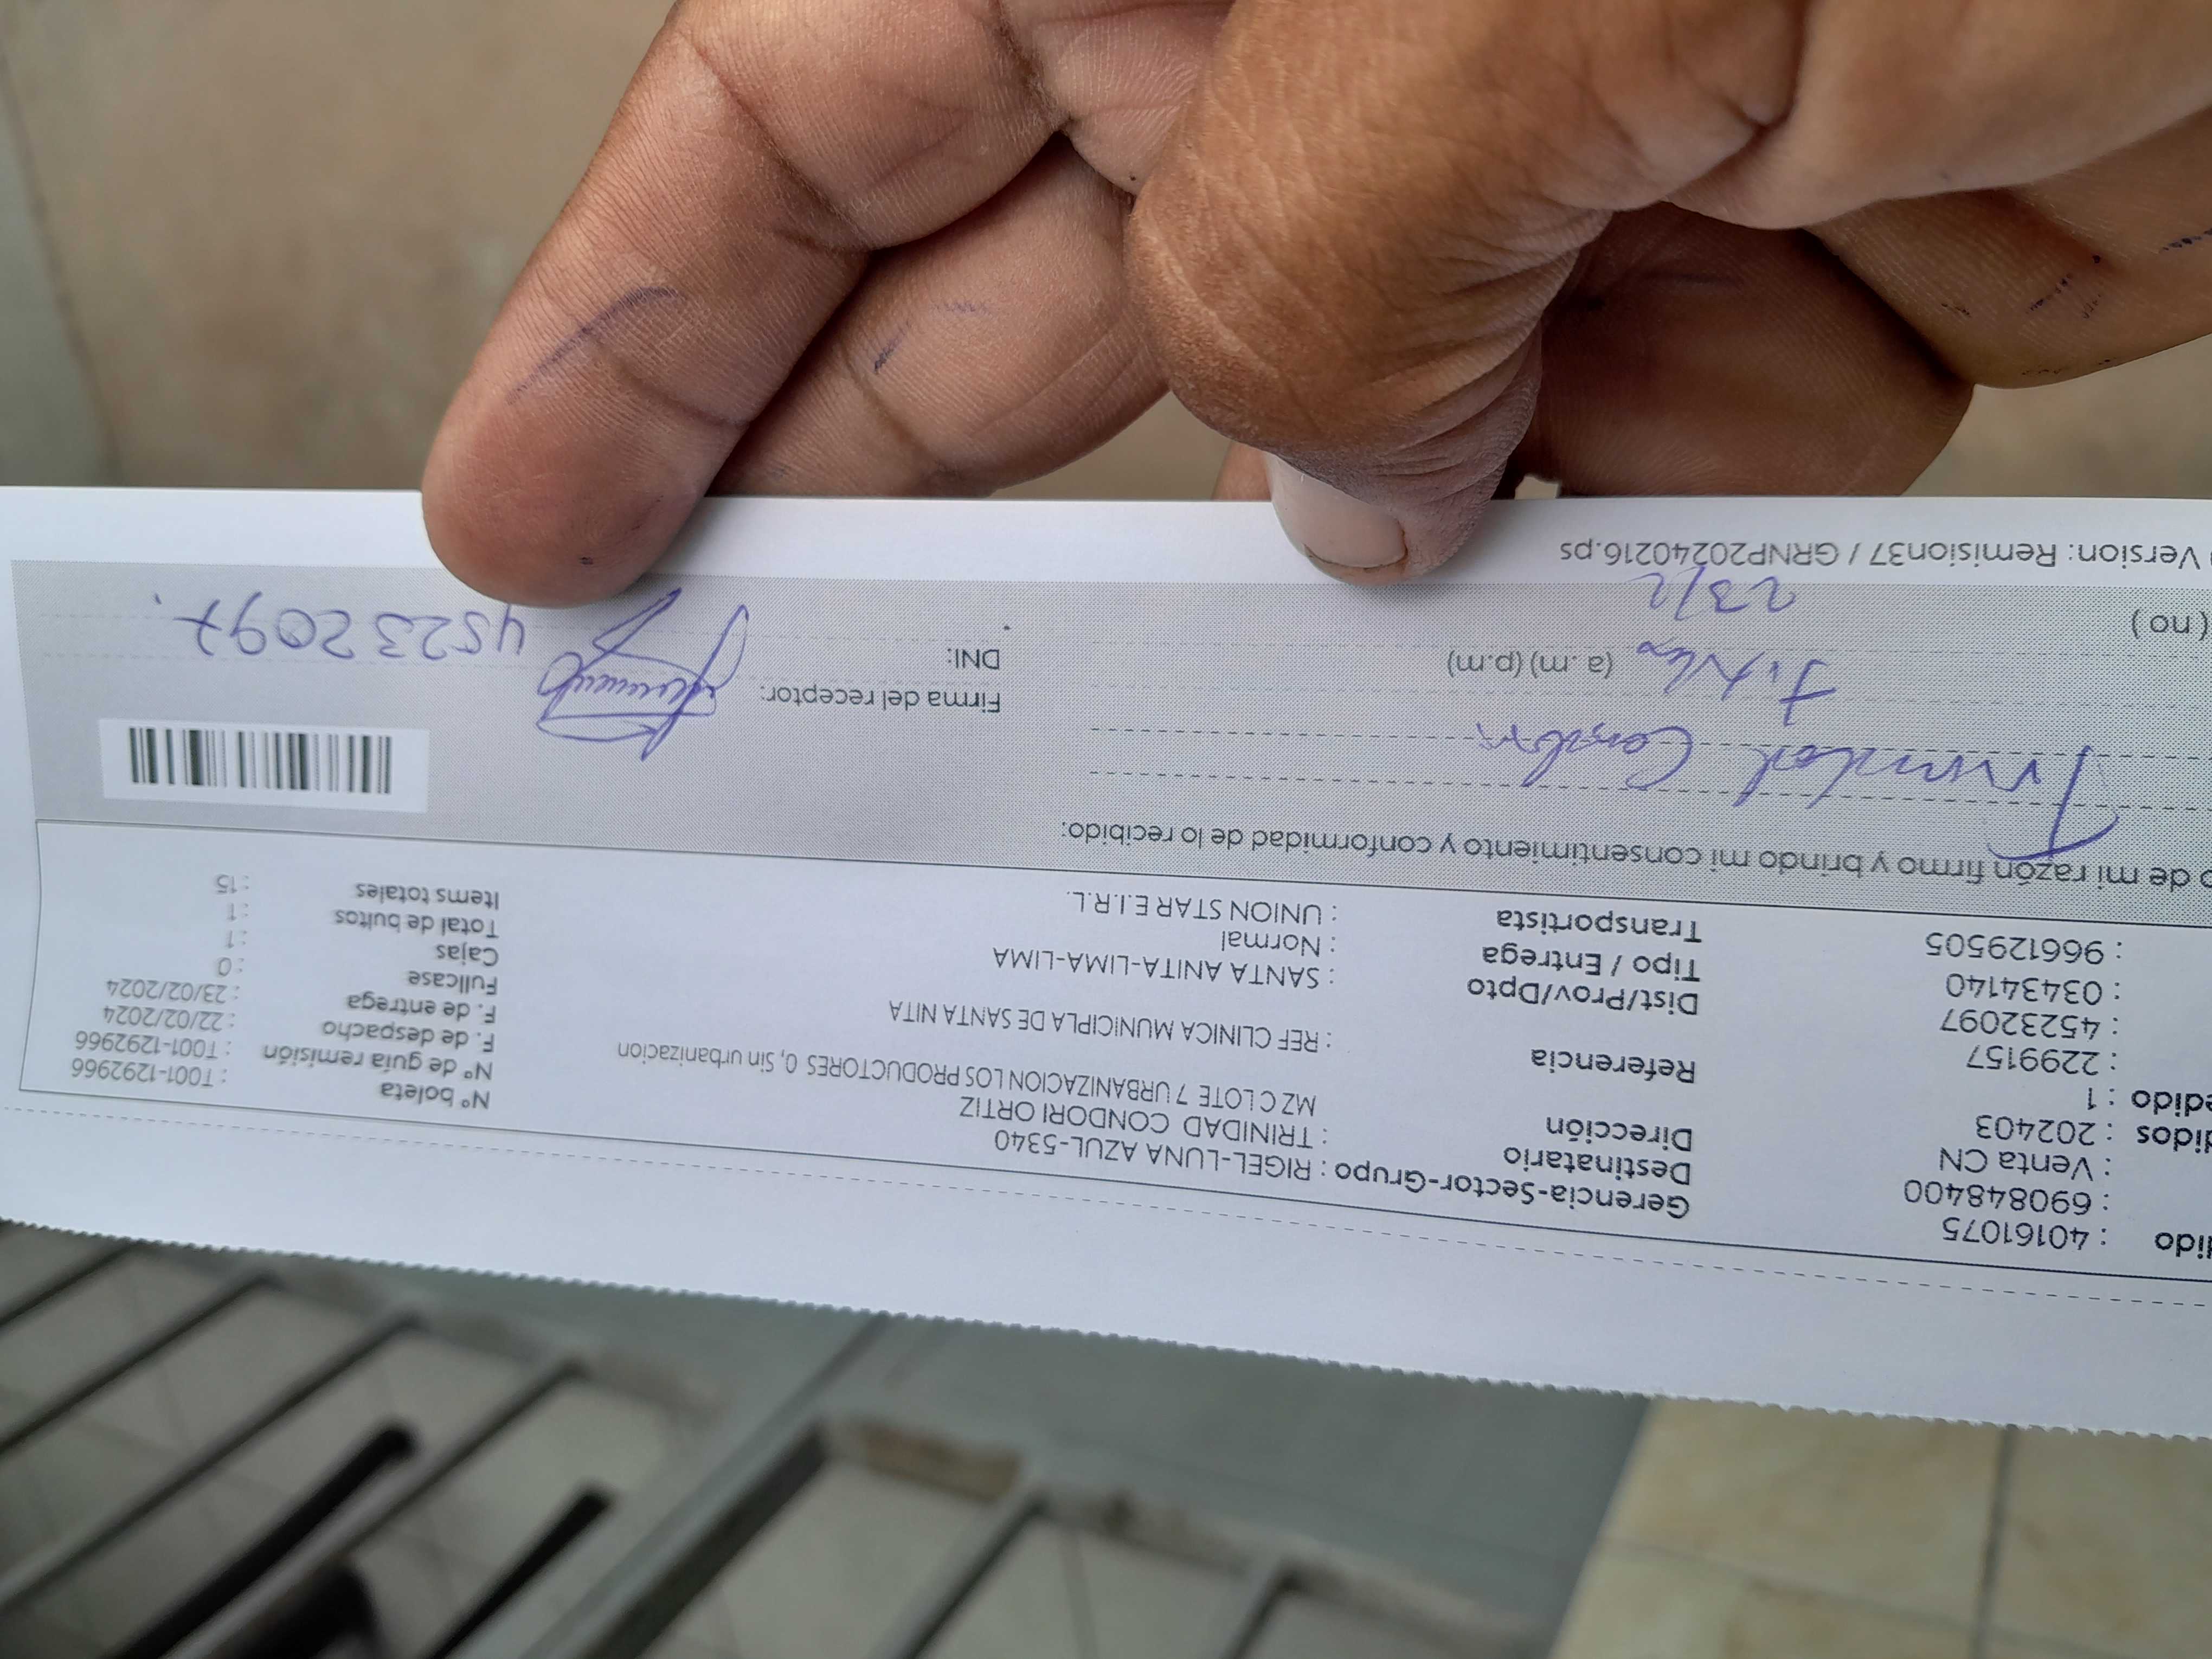 dido : 40161075 Gerencia-Sector-Grupo : RIGEL-LUNA AZUL-5340
: 690848400 Destinatario : TRINIDAD CONDORI ORTIZ
: Venta CN Dirección MZ C LOTE 7 URBANIZACION LOS PRODUCTORES 0, Sin urbanizacion
didos : 202403
edido : 1
: 2299157 Referencia : REF CLINICA MUNICIPLA DE SANTA NITA
: 45232097
: 03434140 Dist/Prov/Dpto : SANTA ANITA-LIMA-LIMA
: 966129505 Tipo / Entrega : Normal
Transportista : UNION STAR E.I.R.L.
N° boleta : T001-1292966
N° de guía remisión : T001-1292966
F. de despacho : 22/02/2024
F. de entrega : 23/02/2024
Fullcase : 0
Cajas : 1
Total de bultos : 1
Items totales : 15
o de mi razón firmo y brindo mi consentimiento y conformidad de lo recibido:
Trinidad Condori
Firma del receptor:
(a .m) (p.m)
DNI: 45232097
23/2
( no )
Version: Remision37 / GRNP20240216.ps